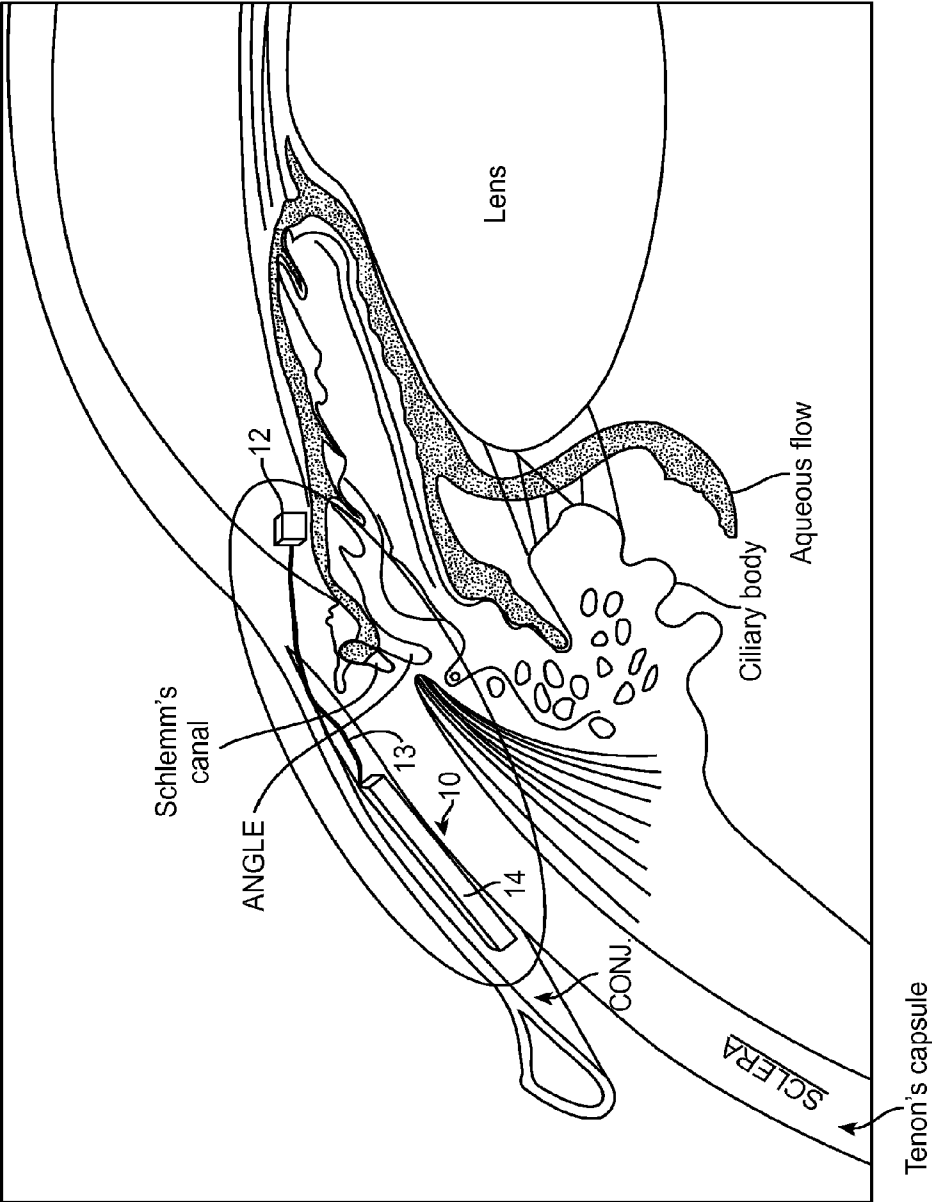 Lens
12
Aqueous flow
Ciliary body
Schlemm's
canal
ANGLE
13
10
14
CONJ.
SCLERA
Tenon's capsule